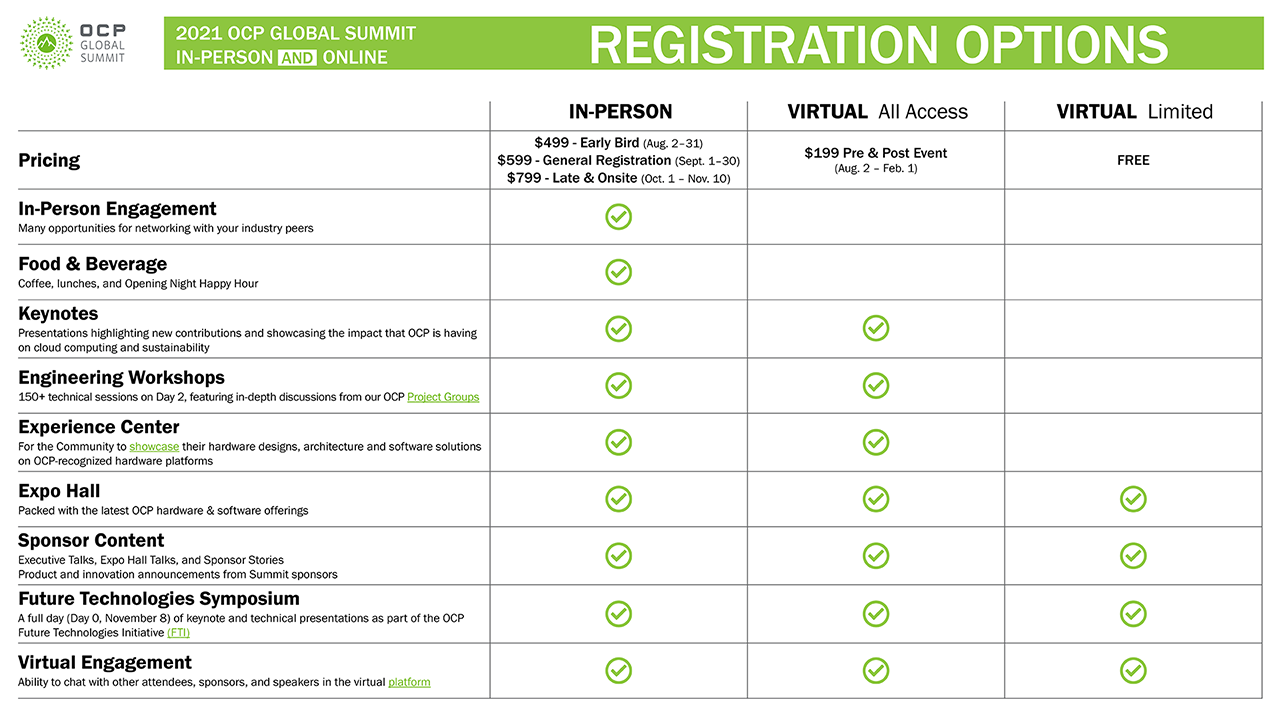 OCP
GLOBAL
SUMMIT
2021 OCP GLOBAL SUMMIT
IN-PERSON AND ONLINE
REGISTRATION OPTIONS
IN-PERSON
VIRTUAL All Access
VIRTUAL Limited
Pricing
$499 - Early Bird (Aug. 2–31)
$599 - General Registration (Sept. 1–30)
$799 - Late & Onsite (Oct. 1 – Nov. 10)
$199 Pre & Post Event
(Aug. 2 – Feb. 1)
FREE
In-Person Engagement
Many opportunities for networking with your industry peers
Food & Beverage
Coffee, lunches, and Opening Night Happy Hour
Keynotes
Presentations highlighting new contributions and showcasing the impact that OCP is having
on cloud computing and sustainability
Engineering Workshops
150+ technical sessions on Day 2, featuring in-depth discussions from our OCP Project Groups
Experience Center
For the Community to showcase their hardware designs, architecture and software solutions
on OCP-recognized hardware platforms
Expo Hall
Packed with the latest OCP hardware & software offerings
Sponsor Content
Executive Talks, Expo Hall Talks, and Sponsor Stories
Product and innovation announcements from Summit sponsors
Future Technologies Symposium
A full day (Day 0, November 8) of keynote and technical presentations as part of the OCP
Future Technologies Initiative (FTI)
Virtual Engagement
Ability to chat with other attendees, sponsors, and speakers in the virtual platform